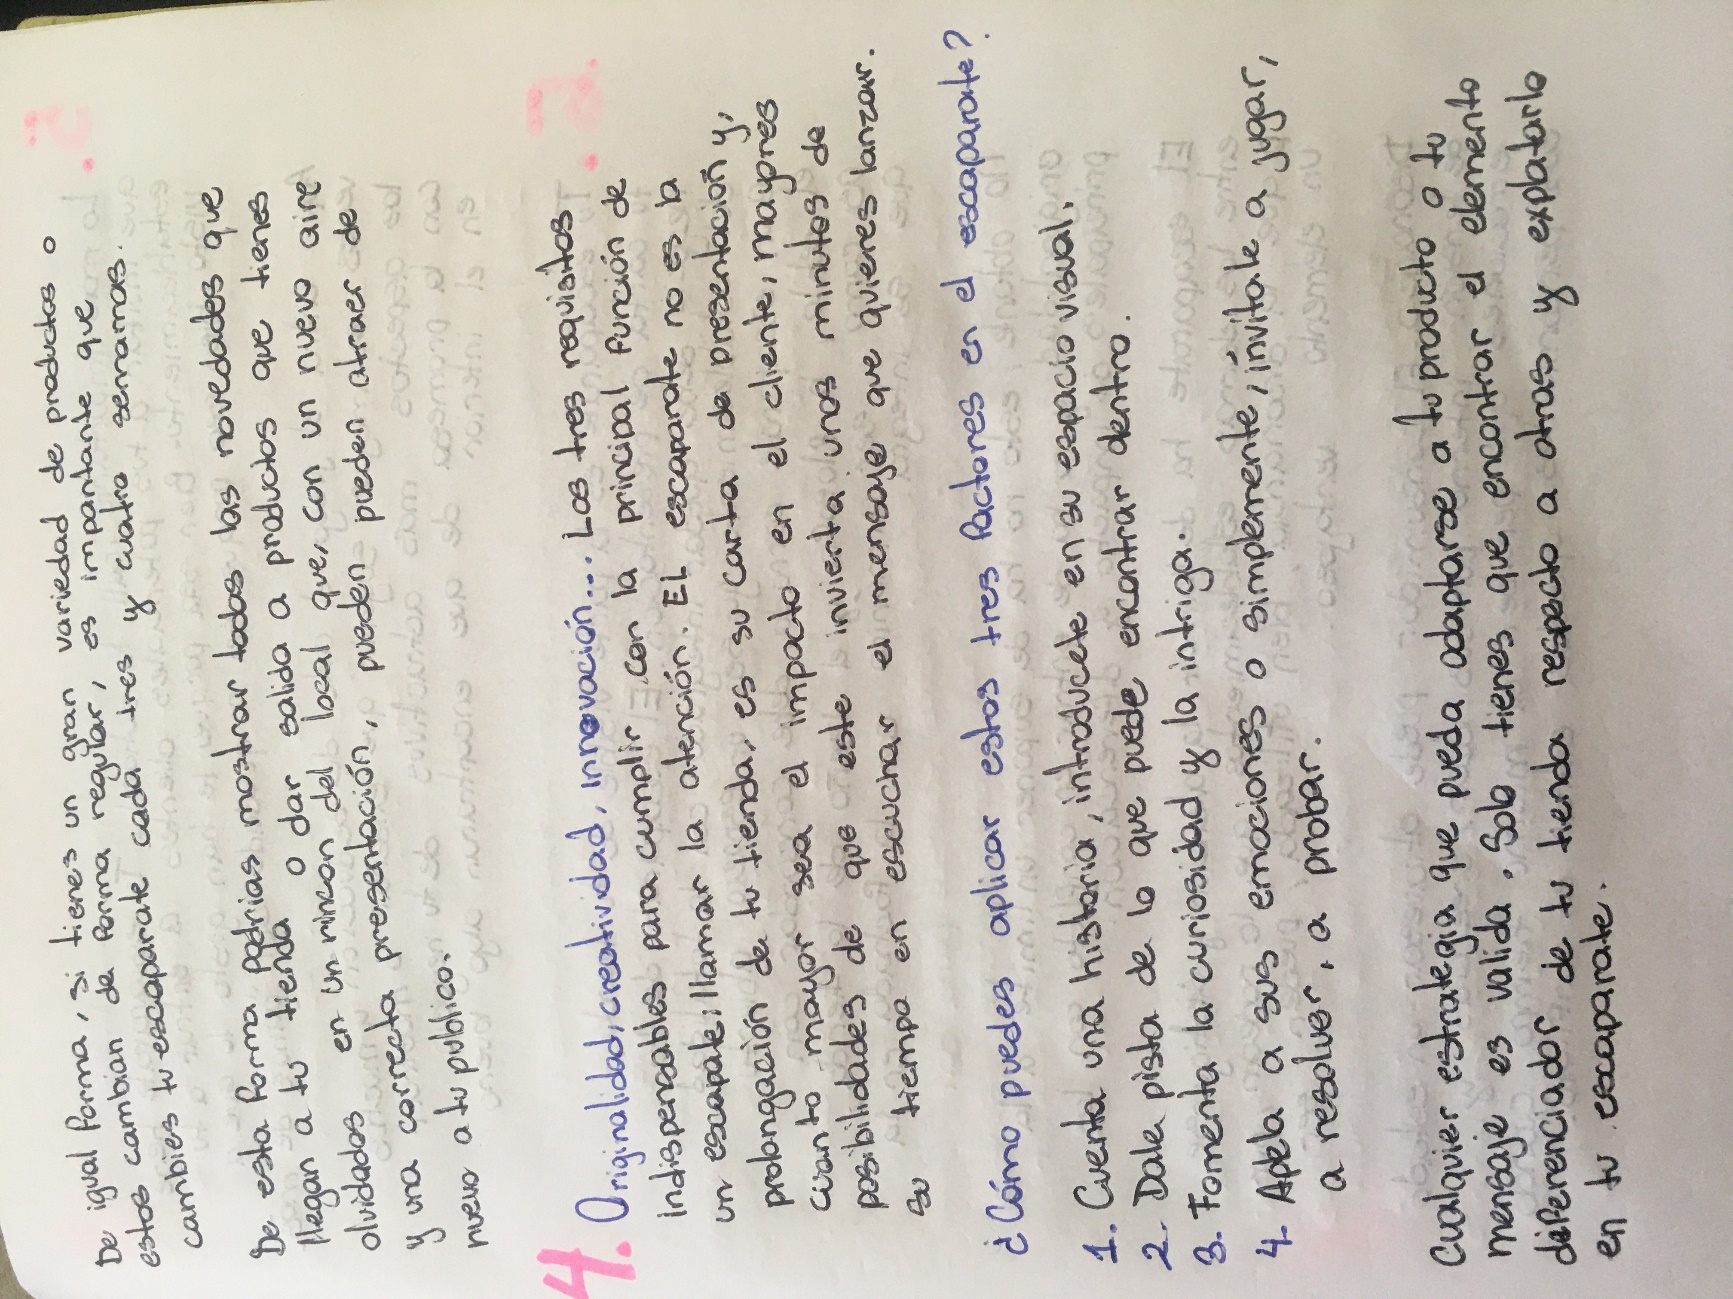 De igual forma, si tienes un gran variedad de productos o
estos cambian de forma regular, es importante que
cambies tu escaparate cada tres y cuatro semanas.
De esta forma podrias mostrar todas las novedades que
llegan a tu tienda o dar salida a productos que tienes
olvidados en un rincon del local que, con un nuevo aire
y una correcta presentación, pueden pueden atraer de
nuevo a tu publico.
4. Originalidad, creatividad, innovación... Los tres requisitos
indispensables para cumplir con la principal función de
un escapate, llamar la atención. El escaparate no es la
prolongación de tu tienda, es su carta de presentación y,
cuanto mayor sea el impacto en el cliente, mayores
posibilidades de que este invierta unos minutos de
su tiempo en escuchar el mensaje que quieres lanzar.
¿Cómo puedes aplicar estos tres factores en el escaparate?
1. Cuenta una historia, introducete en su espacio visual.
2. Dale pista de lo que puede encontrar dentro.
3. Fomenta la curiosidad y la intriga.
4. Apela a sus emociones o simplemente, invitale a jugar,
a resolver, a probar.
Cualquier estrategia que pueda adaptarse a tu producto o tu
mensaje es valida. Solo tienes que encontrar el elemento
diferenciador de tu tienda respecto a otras y explotarlo
en tu escaparate.